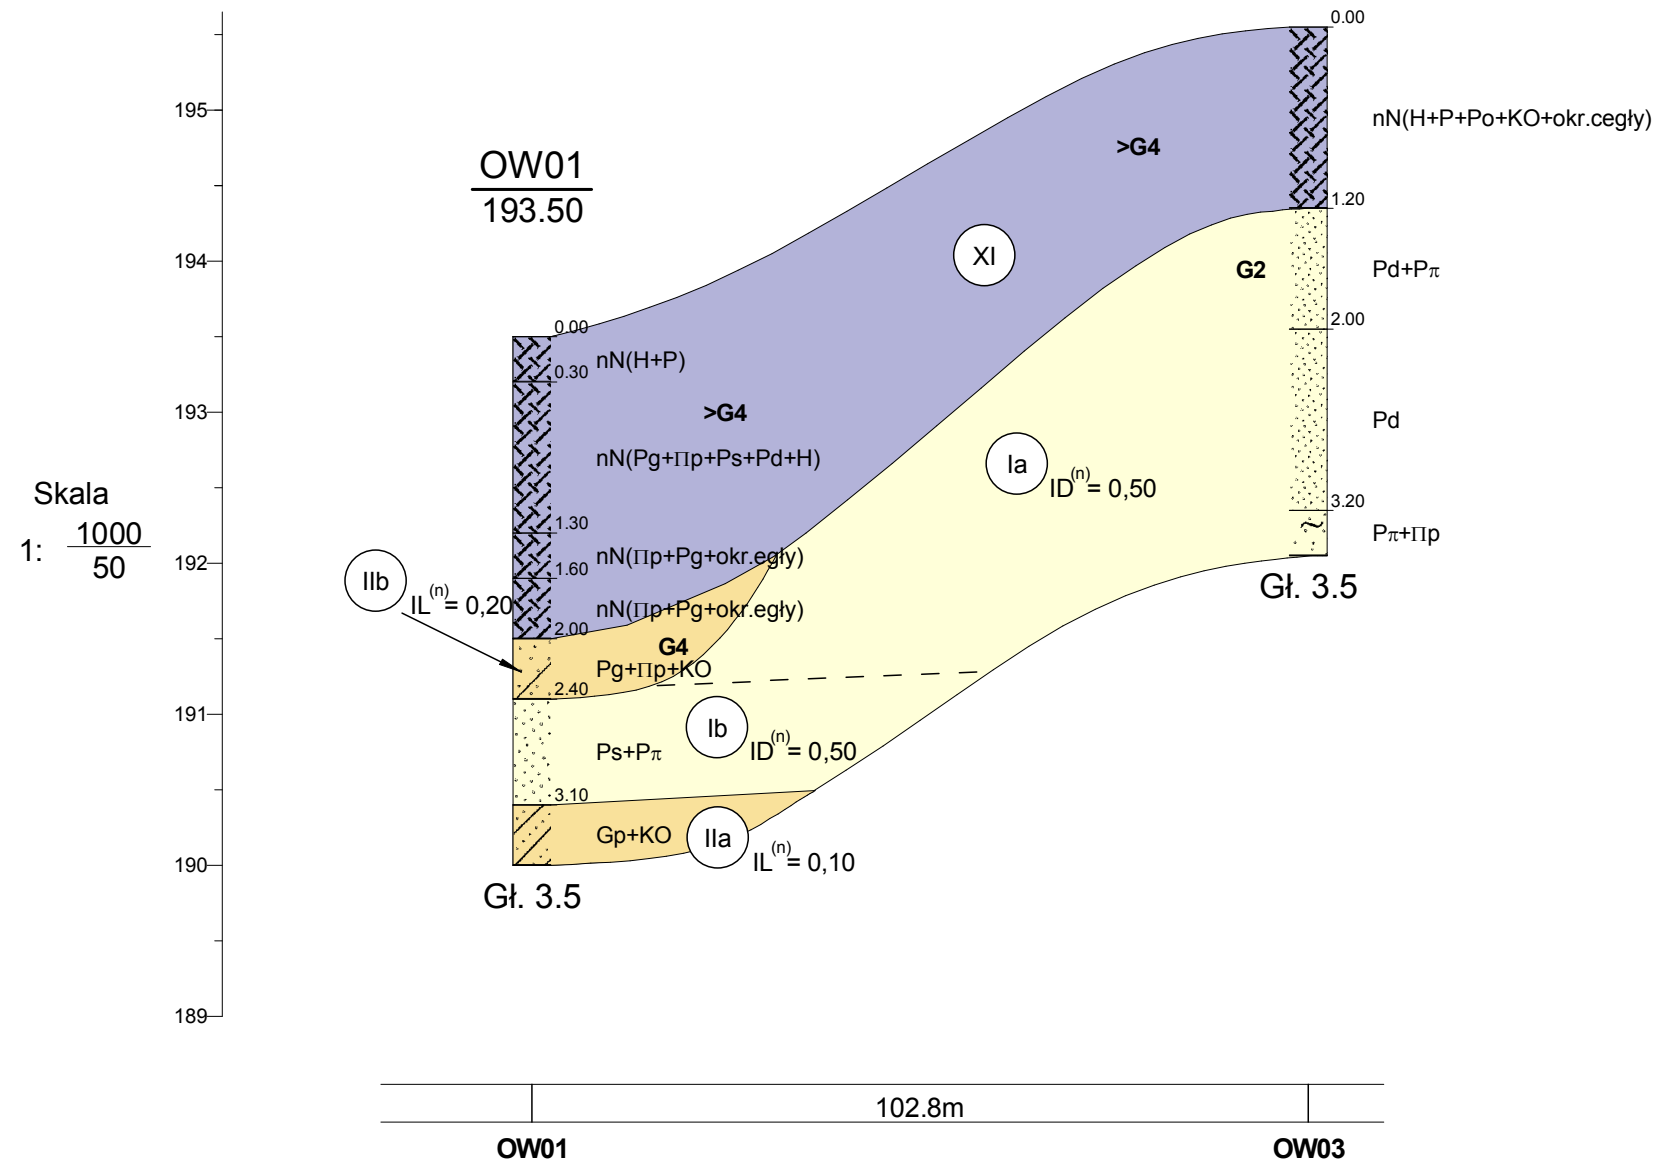 0.00
195
nN(H+P+Po+KO+okr.cegły)
>G4
OW01
193.50
1.20
XI
194
G2
Pd+Pπ
0.00
2.00
nN(H+P)
0.30
193
>G4
Pd
nN(Pg+Πp+Ps+Pd+H)
Ia
ID(n)= 0,50
Skala
1: 1000
50
3.20
1.30
Pπ+Πp
nN(Πp+Pg+okr.egły)
192
1.60
Gł. 3.5
IIb
IL(n)= 0,20
nN(Πp+Pg+okr.egły)
2.00
G4
Pg+Πp+KO
2.40
191
Ib
ID(n)= 0,50
Ps+Pπ
3.10
Gp+KO
IIa
IL(n)= 0,10
190
Gł. 3.5
189
102.8m
OW01
OW03